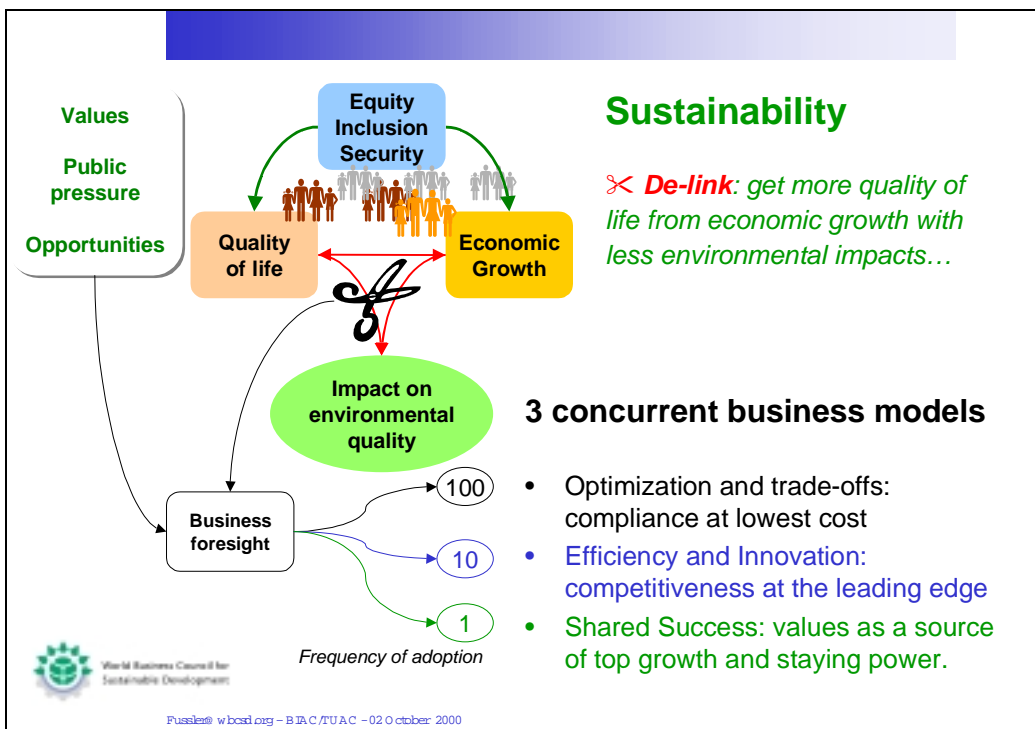 Values
Public
pressure
Opportunities
Equity
Inclusion
Security
Quality
of life
Economic
Growth
Impact on
environmental
quality
Business
foresight
100
10
1
Frequency of adoption
Sustainability
✂ De-link: get more quality of
life from economic growth with
less environmental impacts…
3 concurrent business models
• Optimization and trade-offs:
compliance at lowest cost
• Efficiency and Innovation:
competitiveness at the leading edge
• Shared Success: values as a source
of top growth and staying power.
World Business Council for
Sustainable Development
Fussler@wbcsd.org – BIAC/TUAC - 02 October 2000